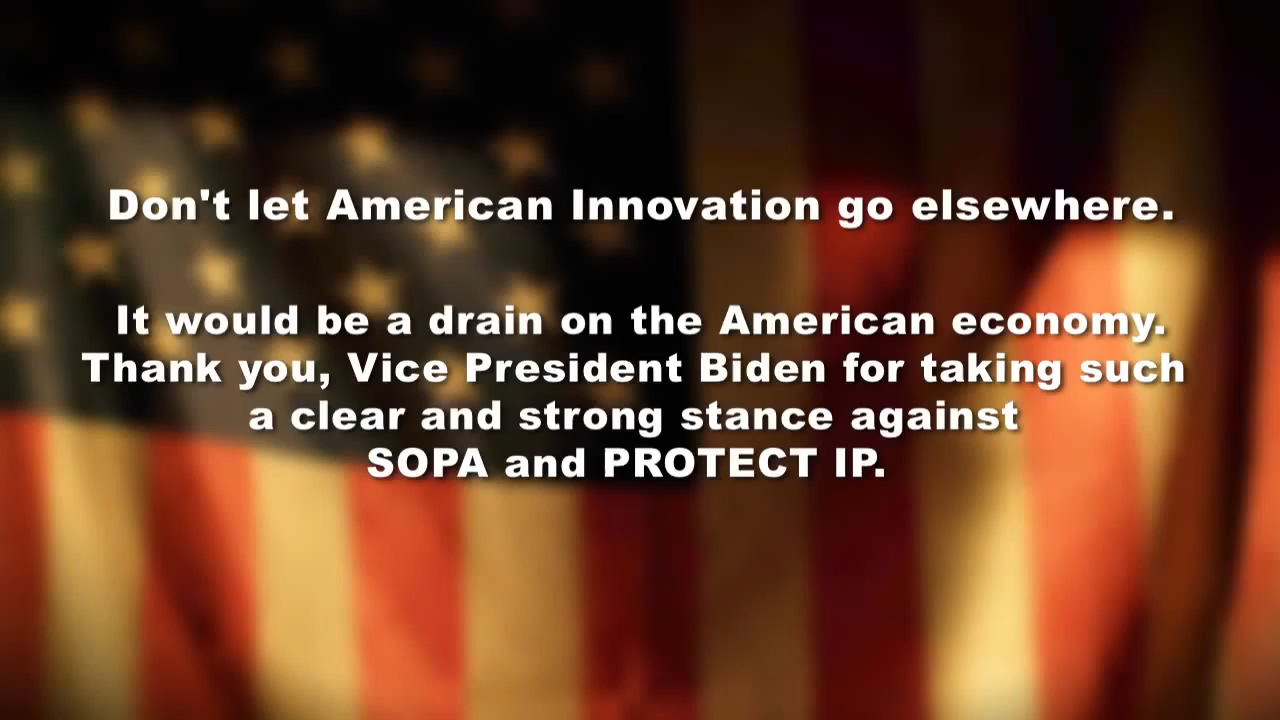 Don't let American Innovation go elsewhere.
It would be a drain on the American economy.
Thank you, Vice President Biden for taking such
a clear and strong stance against
SOPA and PROTECT IP.